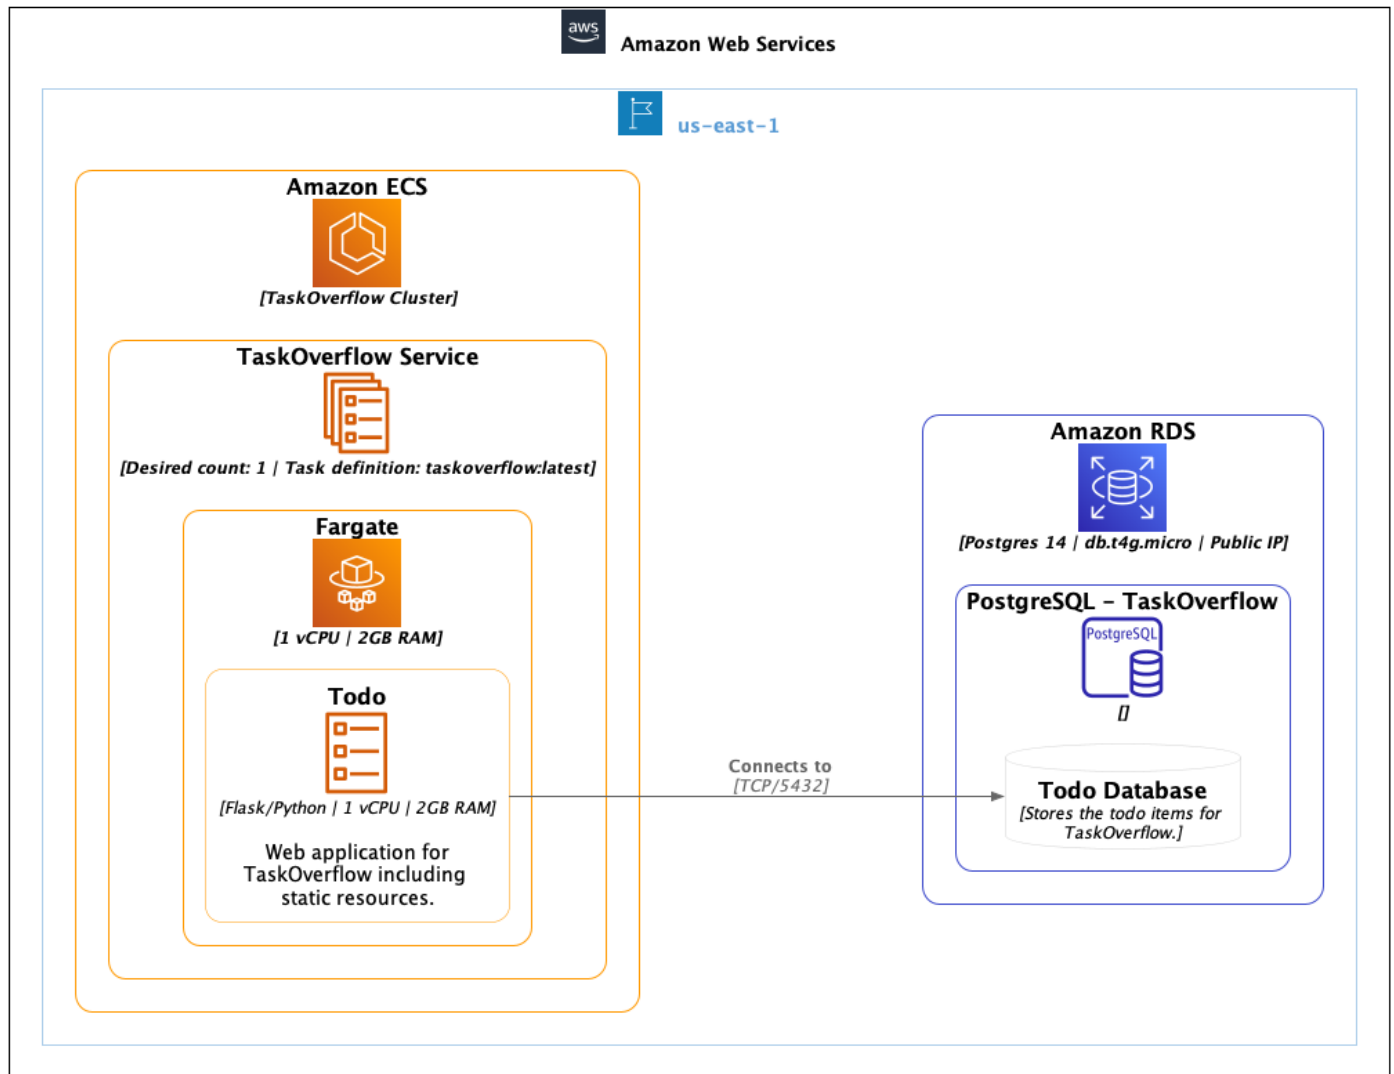 aws
Amazon Web Services
us-east-1
Amazon ECS
[TaskOverflow Cluster]
TaskOverflow Service
[Desired count: 1 | Task definition: taskoverflow:latest]
Fargate
[1 vCPU | 2GB RAM]
Todo
[Flask/Python | 1 vCPU | 2GB RAM]
Web application for
TaskOverflow including
static resources.
Connects to
[TCP/5432]
Amazon RDS
[Postgres 14 | db.t4g.micro | Public IP]
PostgreSQL - TaskOverflow
PostgreSQL
[]
Todo Database
[Stores the todo items for
TaskOverflow.]